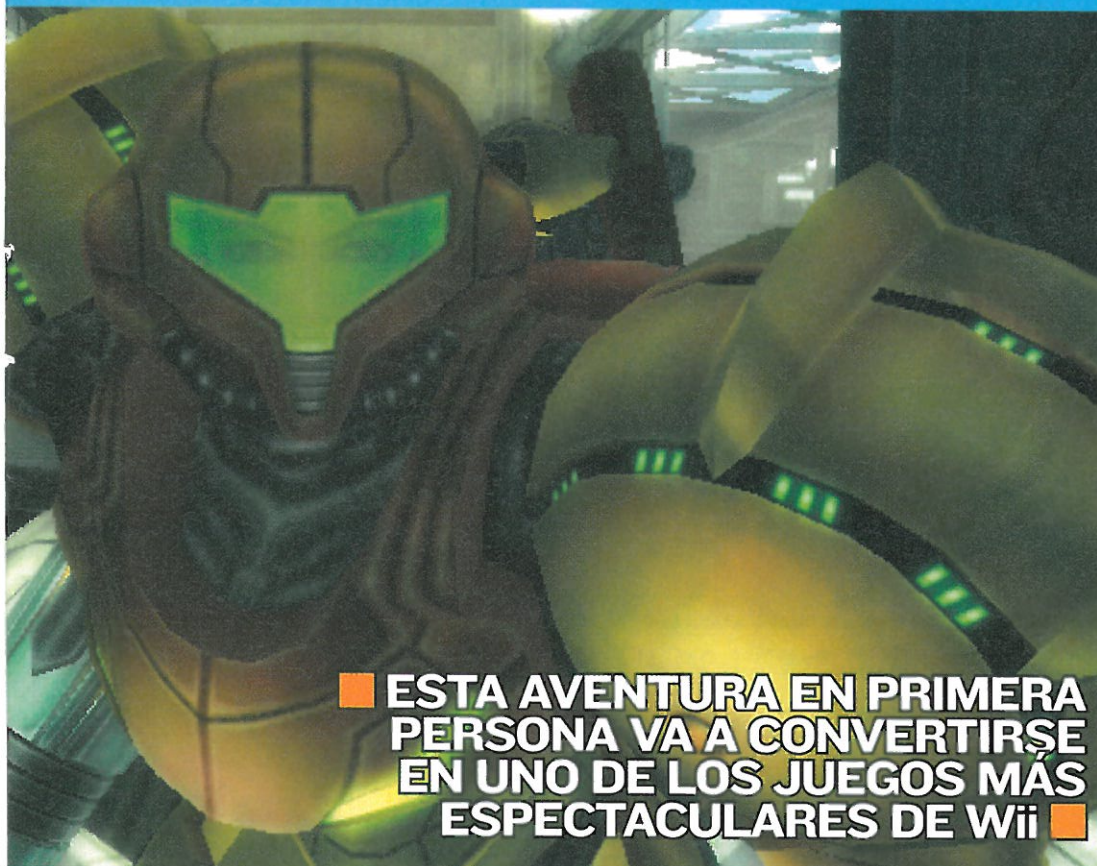 ESTA AVENTURA EN PRIMERA
PERSONA VA A CONVERTIRSE
EN UNO DE LOS JUEGOS MÁS
ESPECTACULARES DE Wii